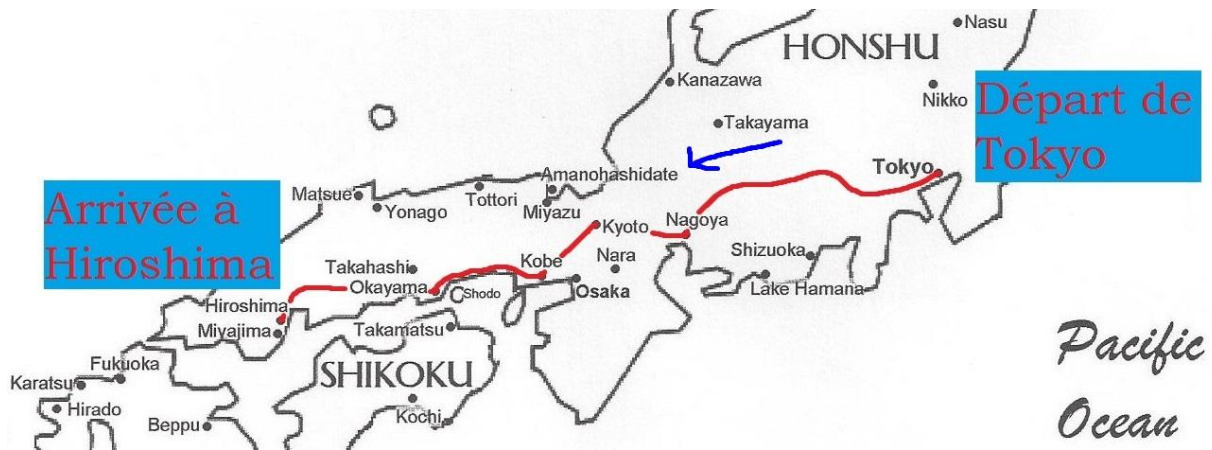 Nasu
HONSHU
Kanazawa
Nikko
Départ de
Tokyo
Takayama
Tokyo
Amanohashidate
Matsue
Tottori
Yonago
Miyazu
Arrivée à
Hiroshima
Nagoya
Kyoto
Shizuoka
Nara
Kobe
Takahashi
Okayama
Osaka
Lake Hamana
Shodo
Hiroshima
Miyajima
Takamatsu
Pacific
Ocean
Fukuoka
SHIKOKU
Karatsu
Hirado
Kochi
Beppu